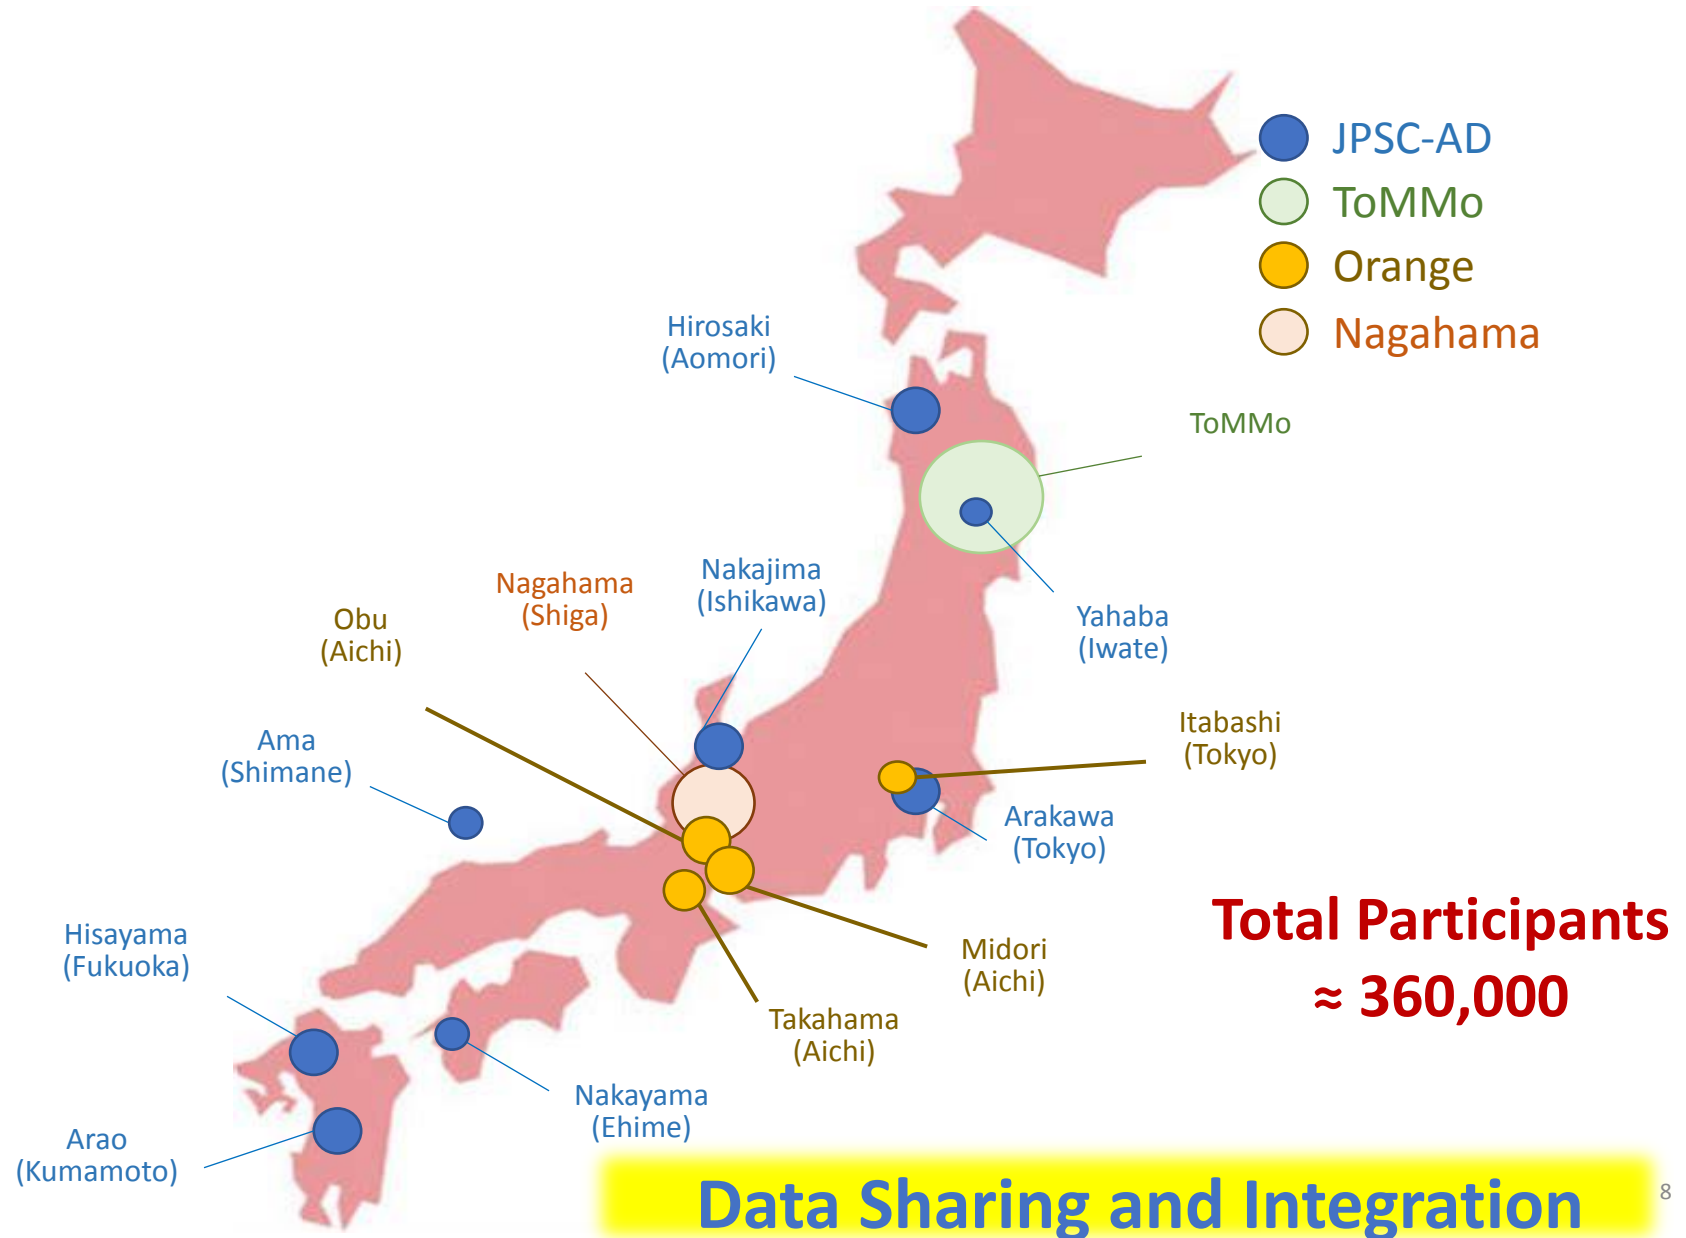 JPSC-AD
ToMMo
Orange
Nagahama
Hirosaki
(Aomori)
ToMMo
Nakajima
(Ishikawa)
Nagahama
(Shiga)
Obu
(Aichi)
Yahaba
(Iwate)
Itabashi
(Tokyo)
Ama
(Shimane)
Arakawa
(Tokyo)
Total Participants
≈ 360,000
Hisayama
(Fukuoka)
Midori
(Aichi)
Takahama
(Aichi)
Nakayama
(Ehime)
Arao
(Kumamoto)
Data Sharing and Integration
8